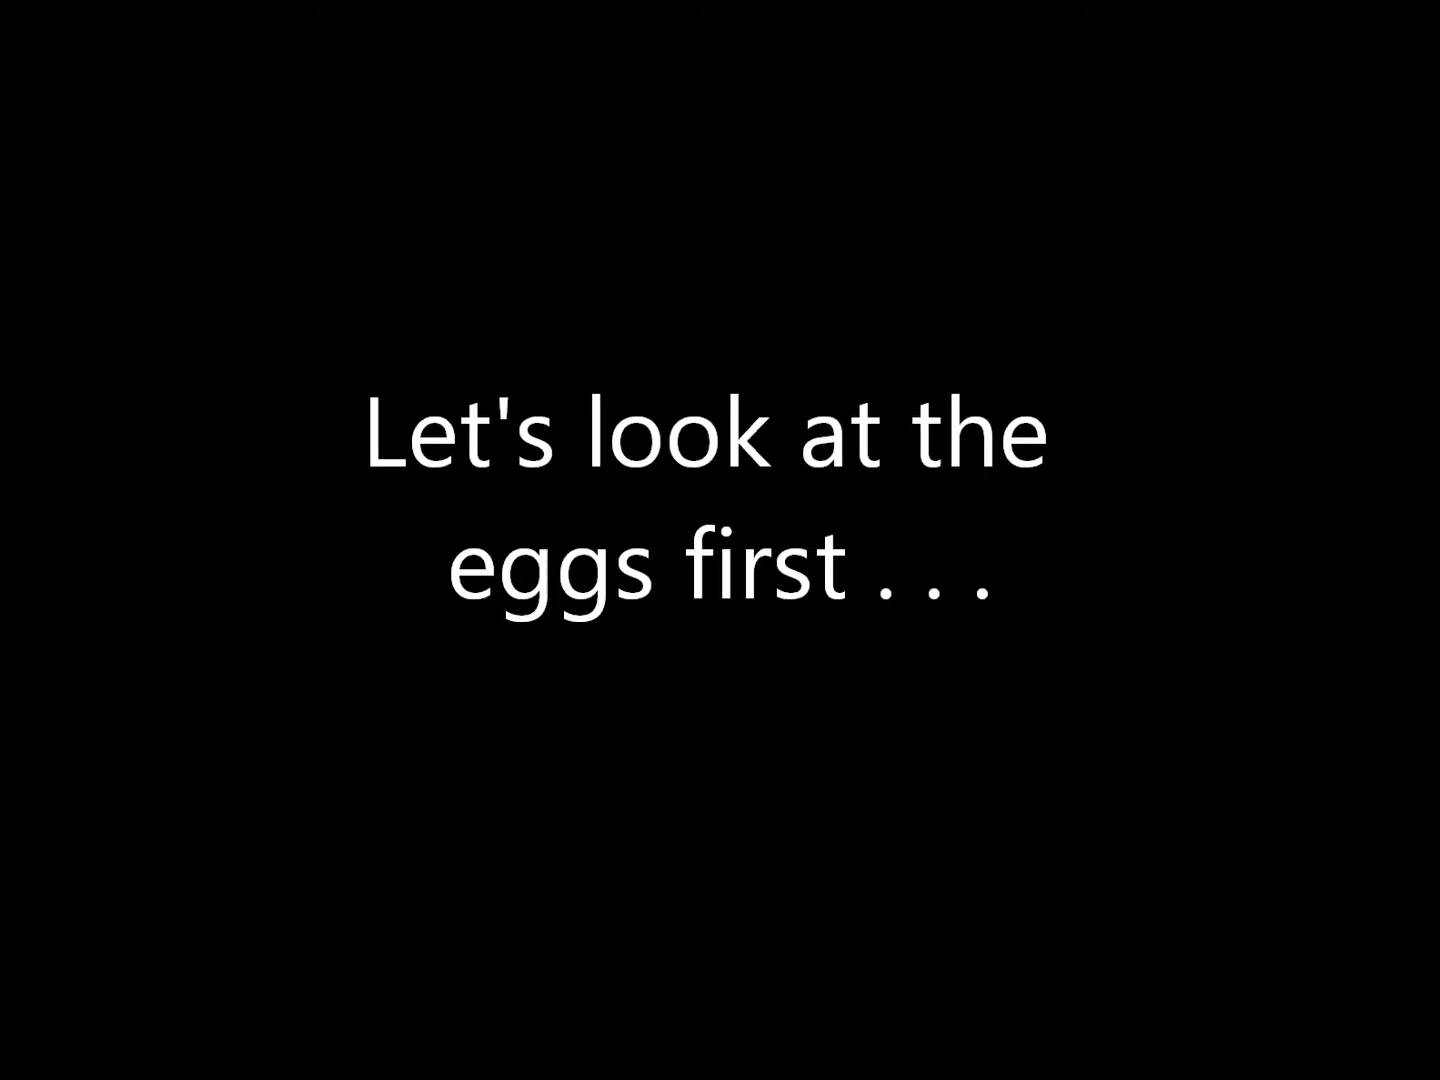 Let's look at the
eggs first . . .